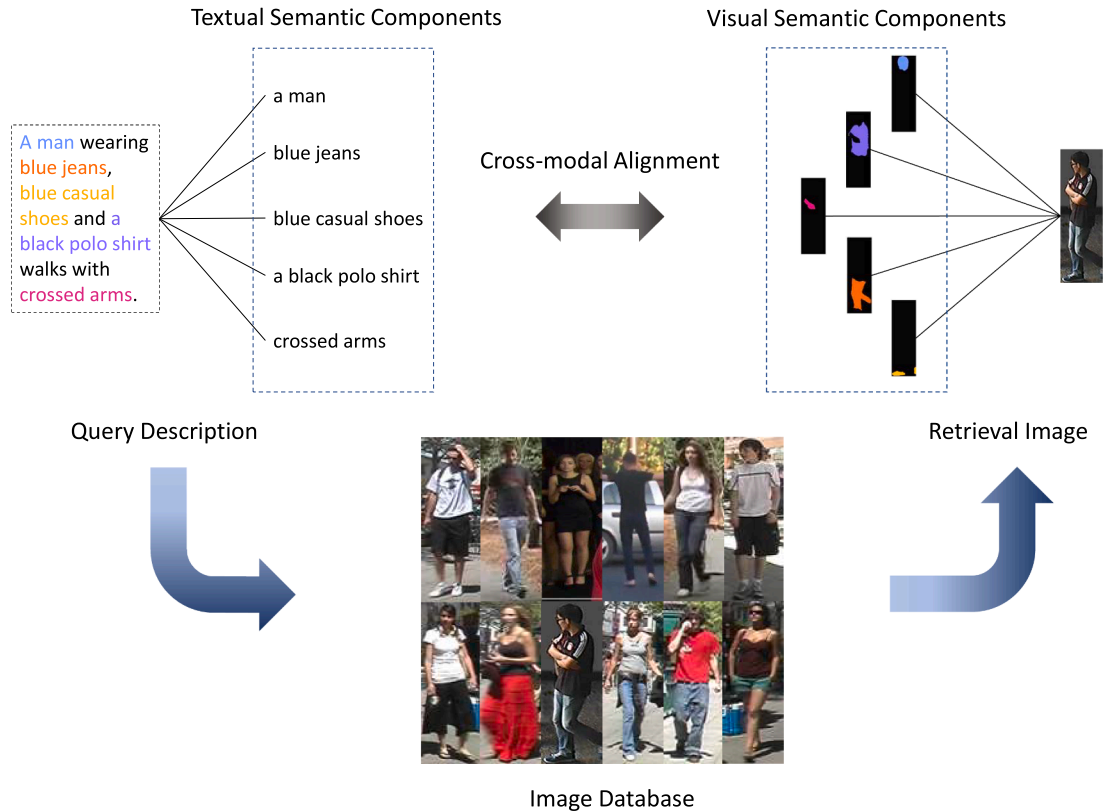 Textual Semantic Components
Visual Semantic Components
A man wearing
blue jeans,
blue casual
shoes and a
black polo shirt
walks with
crossed arms.
a man
blue jeans
blue casual shoes
a black polo shirt
crossed arms
Cross-modal Alignment
Query Description
Retrieval Image
Image Database